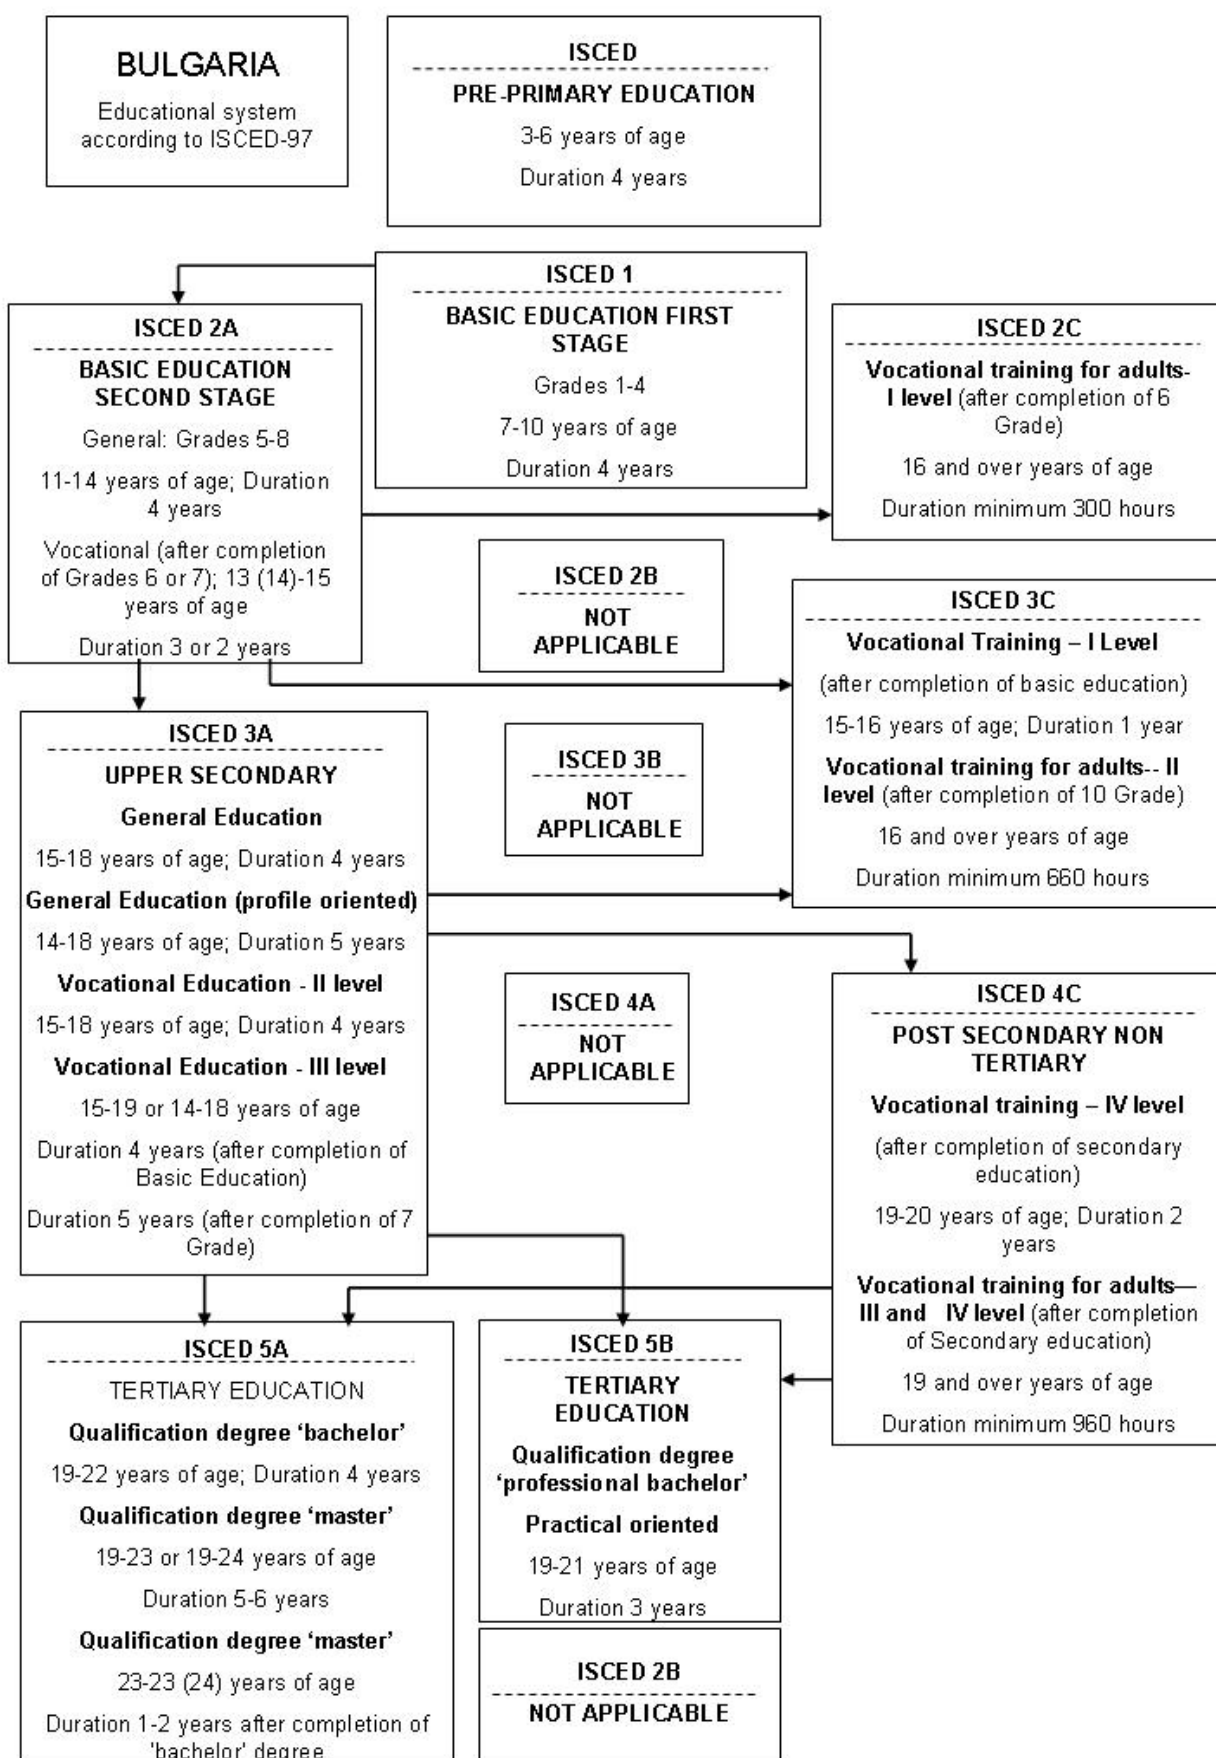 BULGARIA
Educational system
according to ISCED-97
ISCED
PRE-PRIMARY EDUCATION
3-6 years of age
Duration 4 years
ISCED 1
BASIC EDUCATION FIRST
STAGE
Grades 1-4
7-10 years of age
Duration 4 years
ISCED 2A
BASIC EDUCATION
SECOND STAGE
General: Grades 5-8
11-14 years of age; Duration
4 years
Vocational (after completion
of Grades 6 or 7); 13 (14)-15
years of age
Duration 3 or 2 years
ISCED 2C
Vocational training for adults-
I level (after completion of 6
Grade)
16 and over years of age
Duration minimum 300 hours
ISCED 2B
NOT
APPLICABLE
ISCED 3C
Vocational Training – I Level
(after completion of basic education)
15-16 years of age; Duration 1 year
Vocational training for adults-- II
level (after completion of 10 Grade)
16 and over years of age
Duration minimum 660 hours
ISCED 3A
UPPER SECONDARY
General Education
15-18 years of age; Duration 4 years
General Education (profile oriented)
14-18 years of age; Duration 5 years
Vocational Education - II level
15-18 years of age; Duration 4 years
Vocational Education - III level
15-19 or 14-18 years of age
Duration 4 years (after completion of
Basic Education)
Duration 5 years (after completion of 7
Grade)
ISCED 3B
NOT
APPLICABLE
ISCED 4A
NOT
APPLICABLE
ISCED 4C
POST SECONDARY NON
TERTIARY
Vocational training – IV level
(after completion of secondary
education)
19-20 years of age; Duration 2
years
Vocational training for adults—
III and IV level (after completion
of Secondary education)
19 and over years of age
Duration minimum 960 hours
ISCED 5A
TERTIARY EDUCATION
Qualification degree ‘bachelor’
19-22 years of age; Duration 4 years
Qualification degree ‘master’
19-23 or 19-24 years of age
Duration 5-6 years
Qualification degree ‘master’
23-23 (24) years of age
Duration 1-2 years after completion of
'bachelor' degree
ISCED 5B
TERTIARY
EDUCATION
Qualification degree
‘professional bachelor’
Practical oriented
19-21 years of age
Duration 3 years
ISCED 2B
NOT APPLICABLE